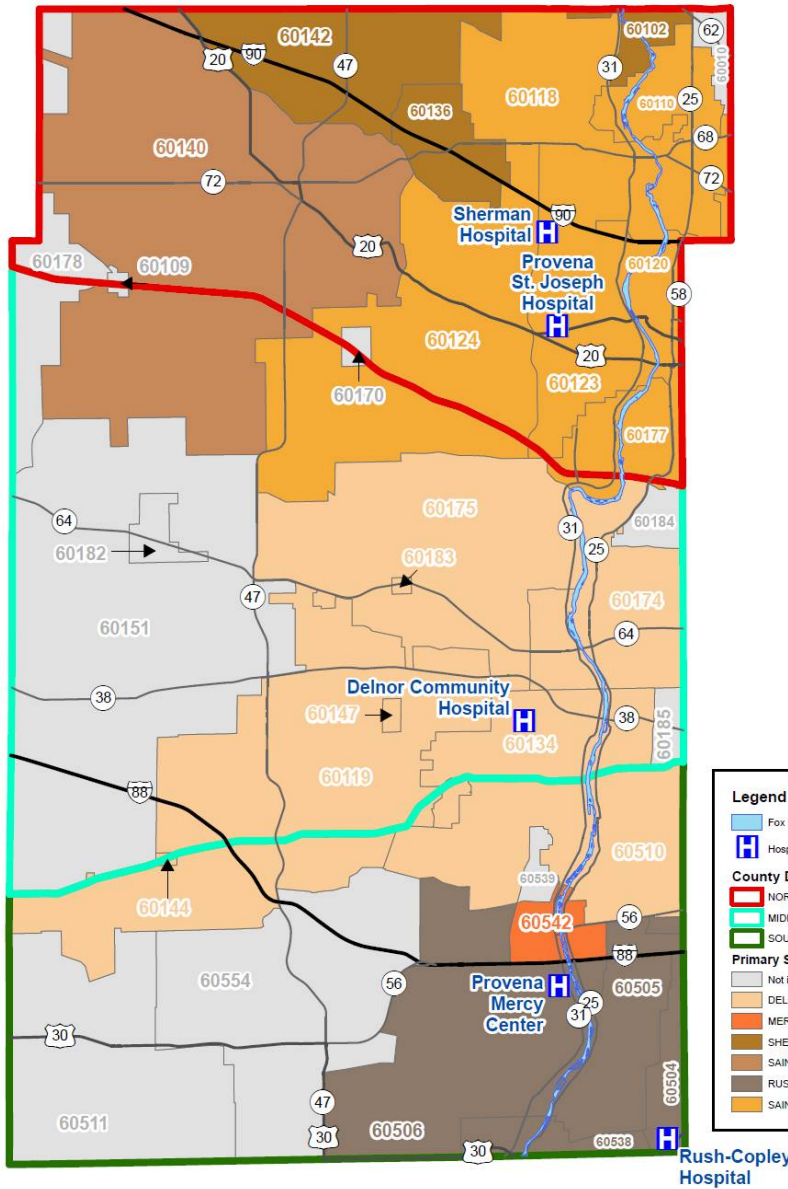 60142
60102
62
20
90
47
31
60010
60118
60110
25
60136
68
60140
72
72
Sherman
Hospital
90
20
60178
60109
Provena
St. Joseph
Hospital
60120
58
60124
20
60170
60123
60177
60175
64
31
60184
60182
60183
25
47
60174
60151
64
38
Delnor Community
Hospital
60147
60134
38
60185
60119
88
60510
60539
60144
60542
56
88
60554
56
Provena
Mercy
Center
60505
25
31
30
60504
47
60511
30
60506
60538
30
Rush-Copley
Hospital
Legend
Fox
Hosp
County D
NOR
MIDI
SOU
Primary S
Not i
DEL
MER
SHE
SAIN
RUS
SAIN